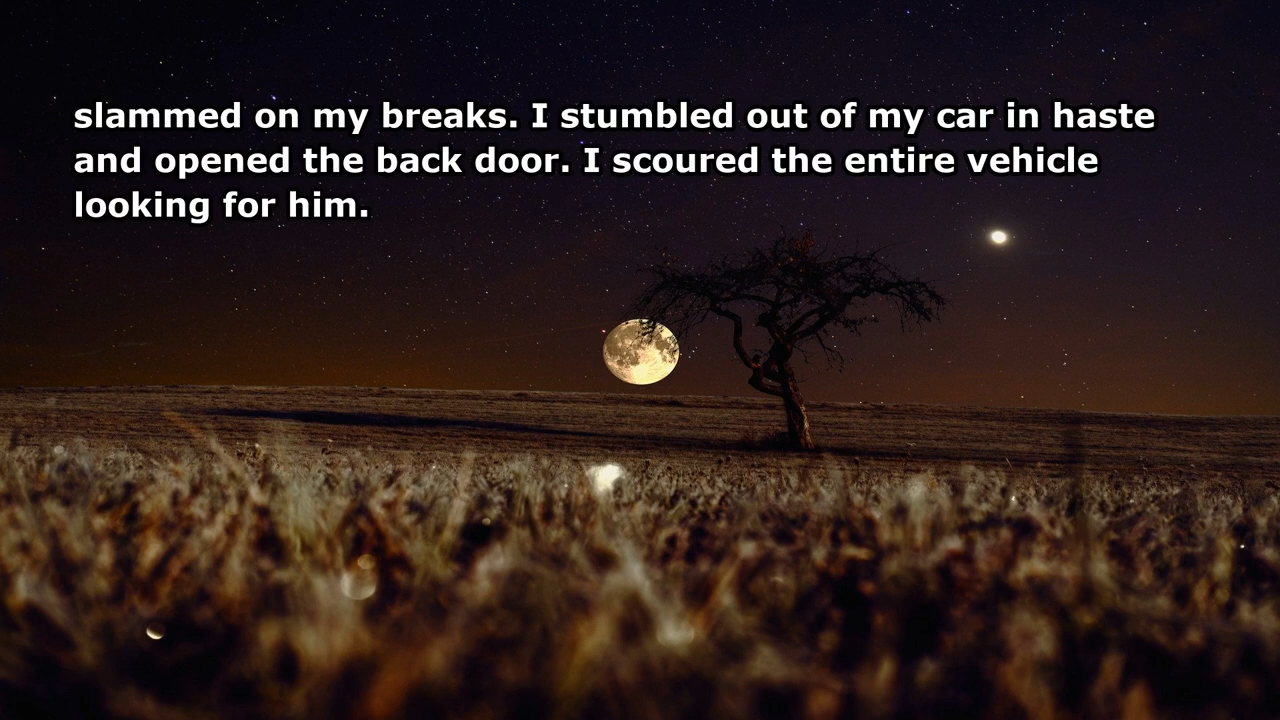 slammed on my breaks. I stumbled out of my car in haste
and opened the back door. I scoured the entire vehicle
looking for him.